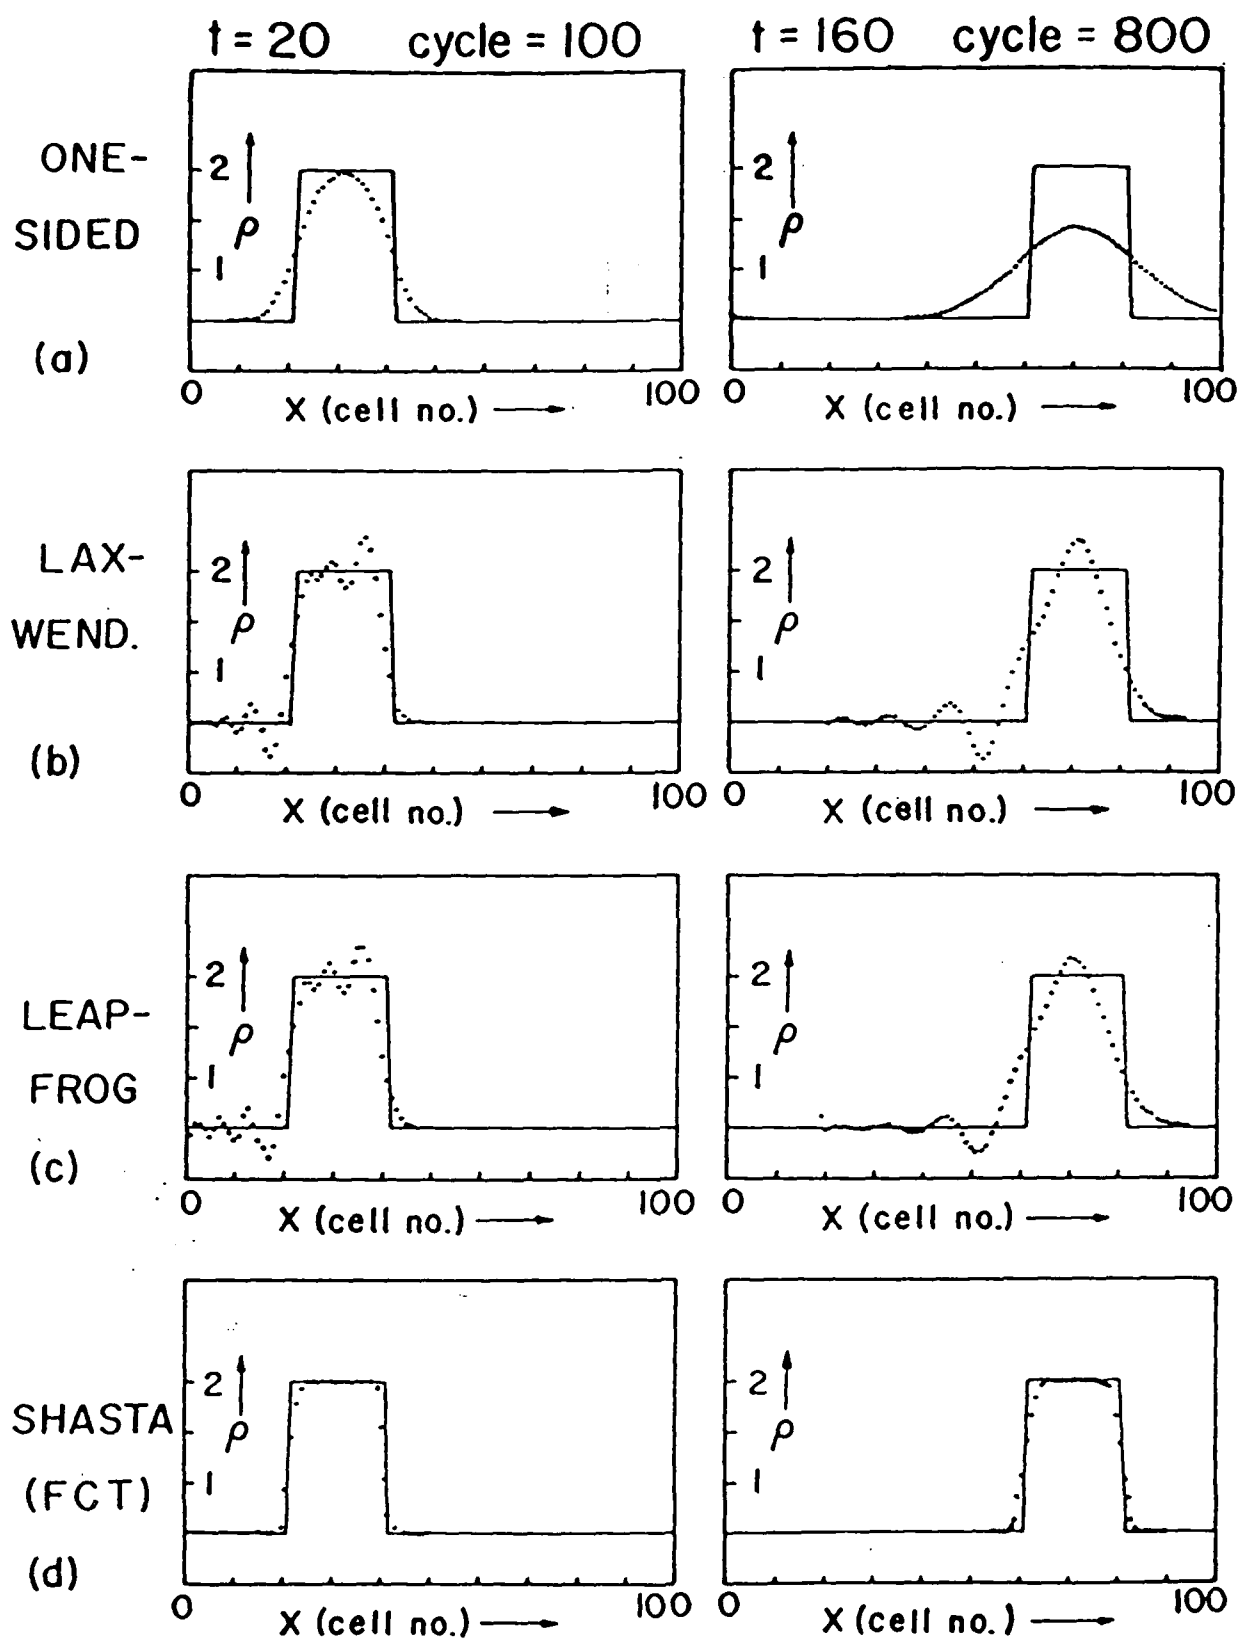 t = 20 cycle = 100 t = 160 cycle = 800
ONE-
SIDED
(a)
2
ρ
1
0 100
X (cell no.)
2
ρ
1
0 100
X (cell no.)
LAX-
WEND.
(b)
2
ρ
1
0 100
X (cell no.)
2
ρ
1
0 100
X (cell no.)
LEAP-
FROG
(c)
2
ρ
1
0 100
X (cell no.)
2
ρ
1
0 100
X (cell no.)
SHASTA
(FCT)
(d)
2
ρ
1
0 100
X (cell no.)
2
ρ
1
0 100
X (cell no.)